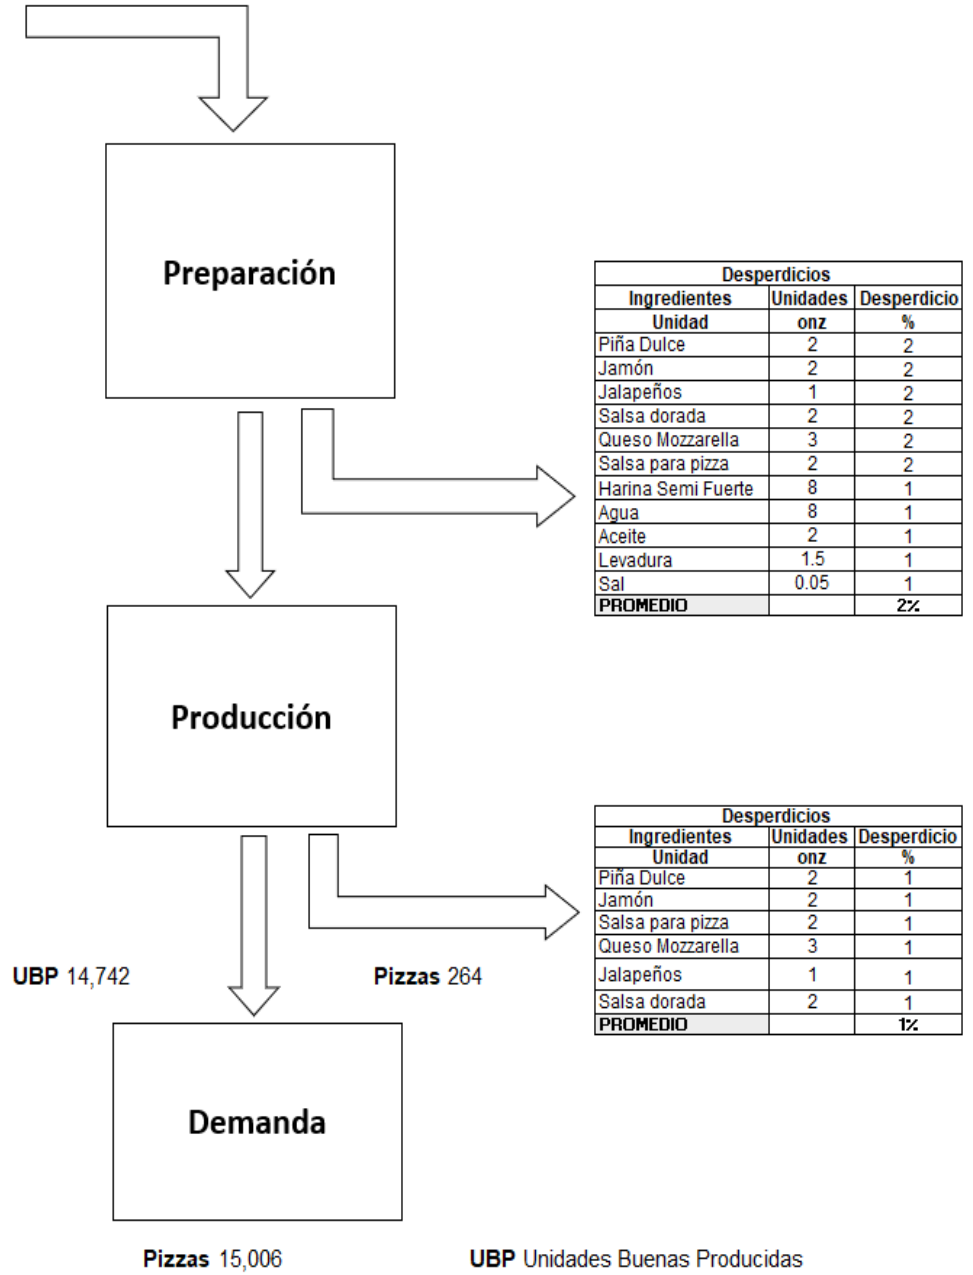 Preparación
Desperdicios
Ingredientes Unidades Desperdicio
Unidad onz %
Piña Dulce 2 2
Jamón 2 2
Jalapeños 1 2
Salsa dorada 2 2
Queso Mozzarella 3 2
Salsa para pizza 2 2
Harina Semi Fuerte 8 1
Agua 8 1
Aceite 2 1
Levadura 1.5 1
Sal 0.05 1
PROMEDIO 2%
Producción
Desperdicios
Ingredientes Unidades Desperdicio
Unidad onz %
Piña Dulce 2 1
Jamón 2 1
Salsa para pizza 2 1
Queso Mozzarella 3 1
Jalapeños 1 1
Salsa dorada 2 1
PROMEDIO 1%
UBP 14,742 Pizzas 264
Demanda
Pizzas 15,006 UBP Unidades Buenas Producidas